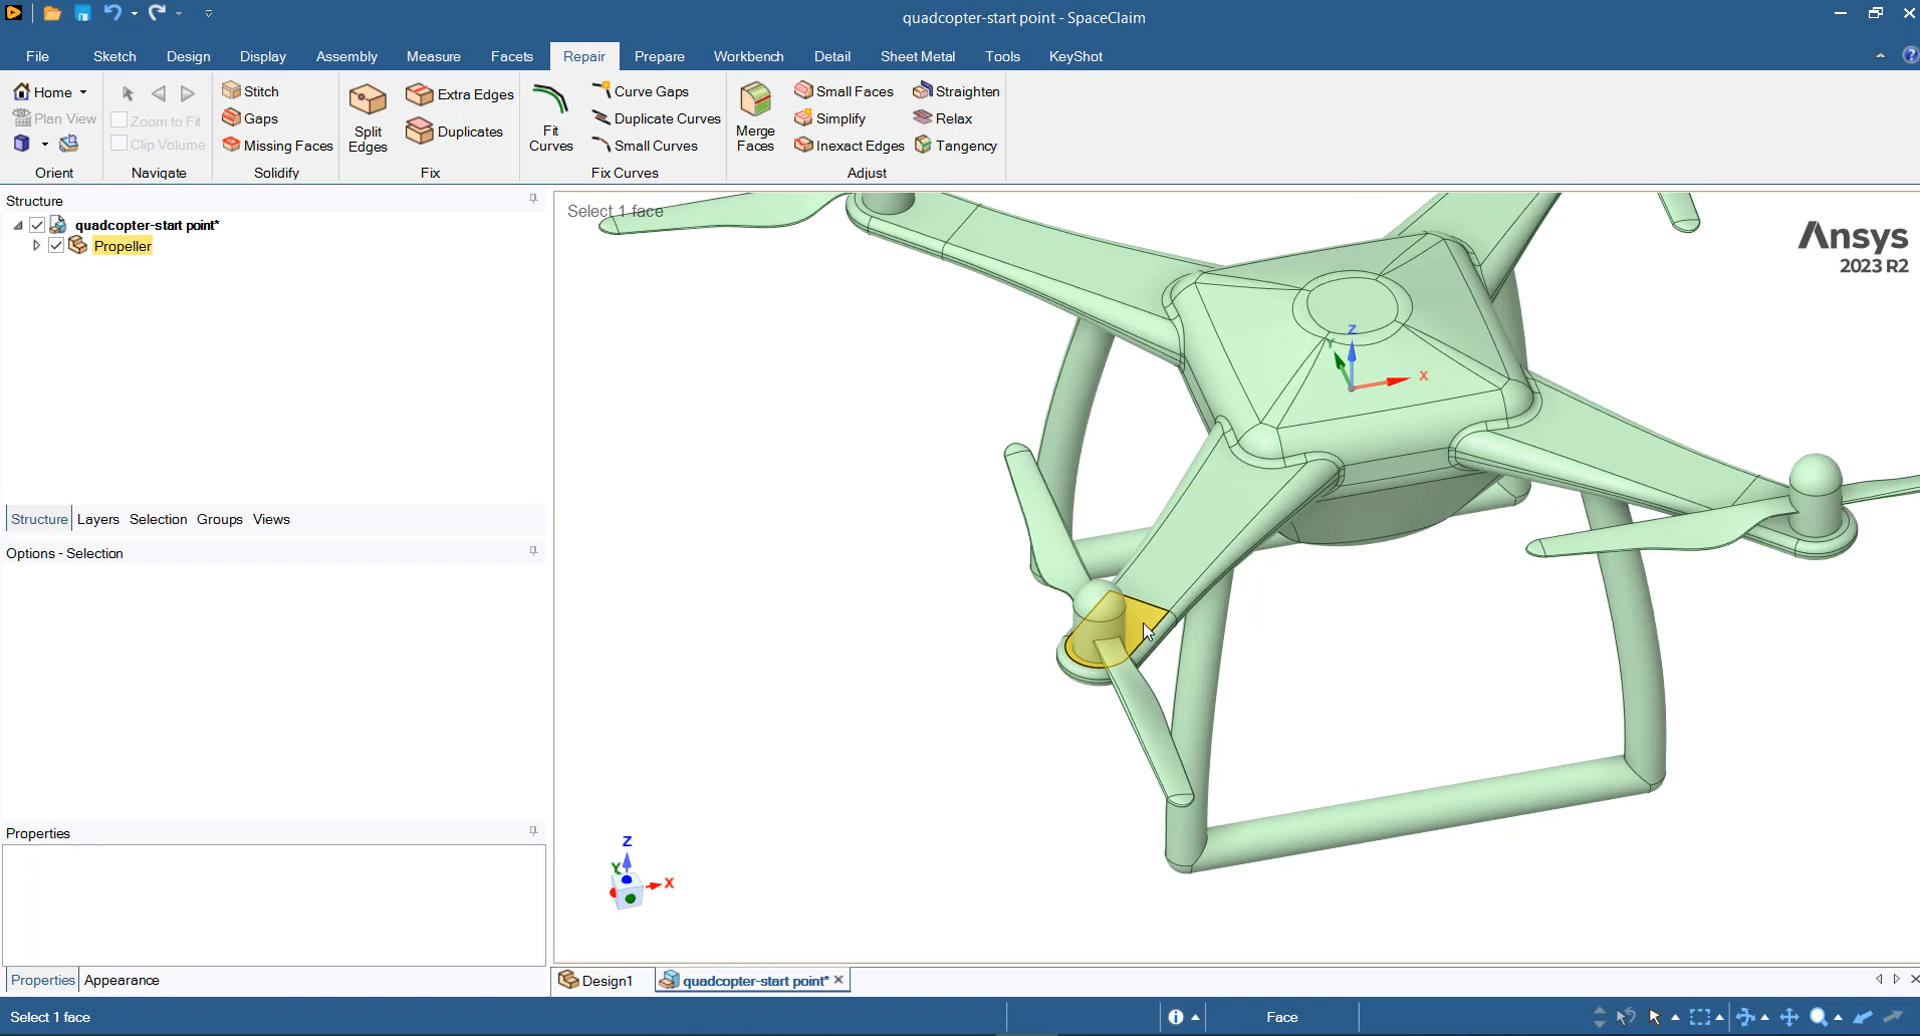 quadcopter-start point - SpaceClaim
File Sketch Design Display Assembly Measure Facets Repair Prepare Workbench Detail Sheet Metal Tools KeyShot
Home
Plan View
Orient
Zoom to Fit
Clip Volume
Navigate
Stitch
Gaps
Missing Faces
Solidify
Split
Edges
Extra Edges
Duplicates
Fix
Fit
Curves
Curve Gaps
Duplicate Curves
Small Curves
Fix Curves
Merge
Faces
Small Faces
Simplify
Inexact Edges
Straighten
Relax
Tangency
Adjust
Structure
quadcopter-start point*
Propeller
Structure Layers Selection Groups Views
Options - Selection
Properties
Properties Appearance
Select 1 face
Ansys
2023 R2
Z
Y
X
Z
Y
X
Design1
quadcopter-start point*
Select 1 face
Face